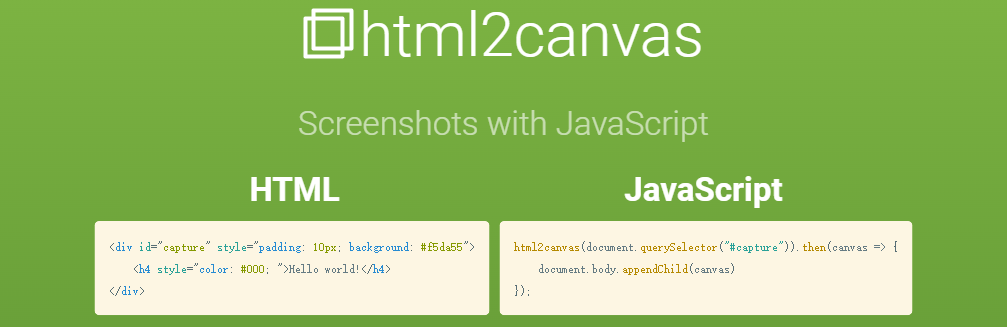 html2canvas
Screenshots with JavaScript
HTML
<div id="capture" style="padding: 10px; background: #f5da55">
    <h4 style="color: #000; ">Hello world!</h4>
</div>
JavaScript
html2canvas(document.querySelector("#capture")).then(canvas => {
    document.body.appendChild(canvas)
});